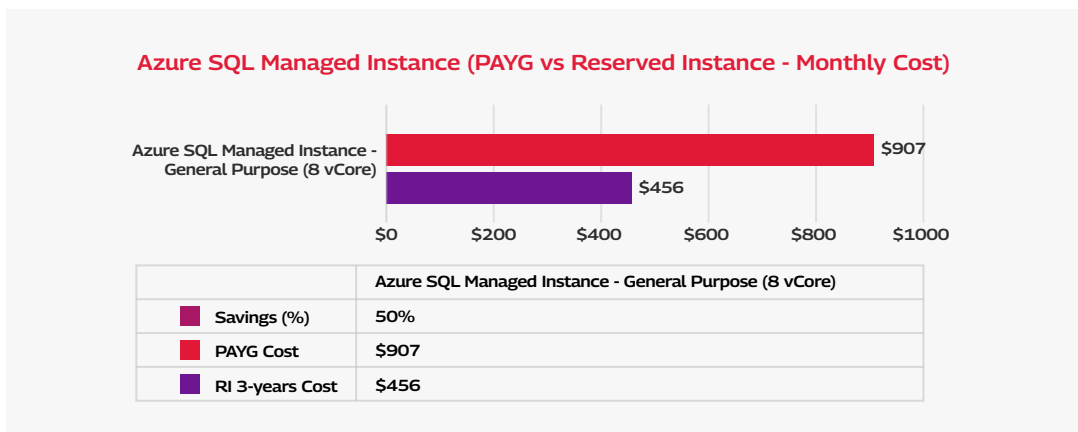 Azure SQL Managed Instance (PAYG vs Reserved Instance - Monthly Cost)
Azure SQL Managed Instance -
General Purpose (8 vCore)
$907
$456
$0 $200 $400 $600 $800 $1000
Azure SQL Managed Instance - General Purpose (8 vCore)
Savings (%) 50%
PAYG Cost $907
RI 3-years Cost $456